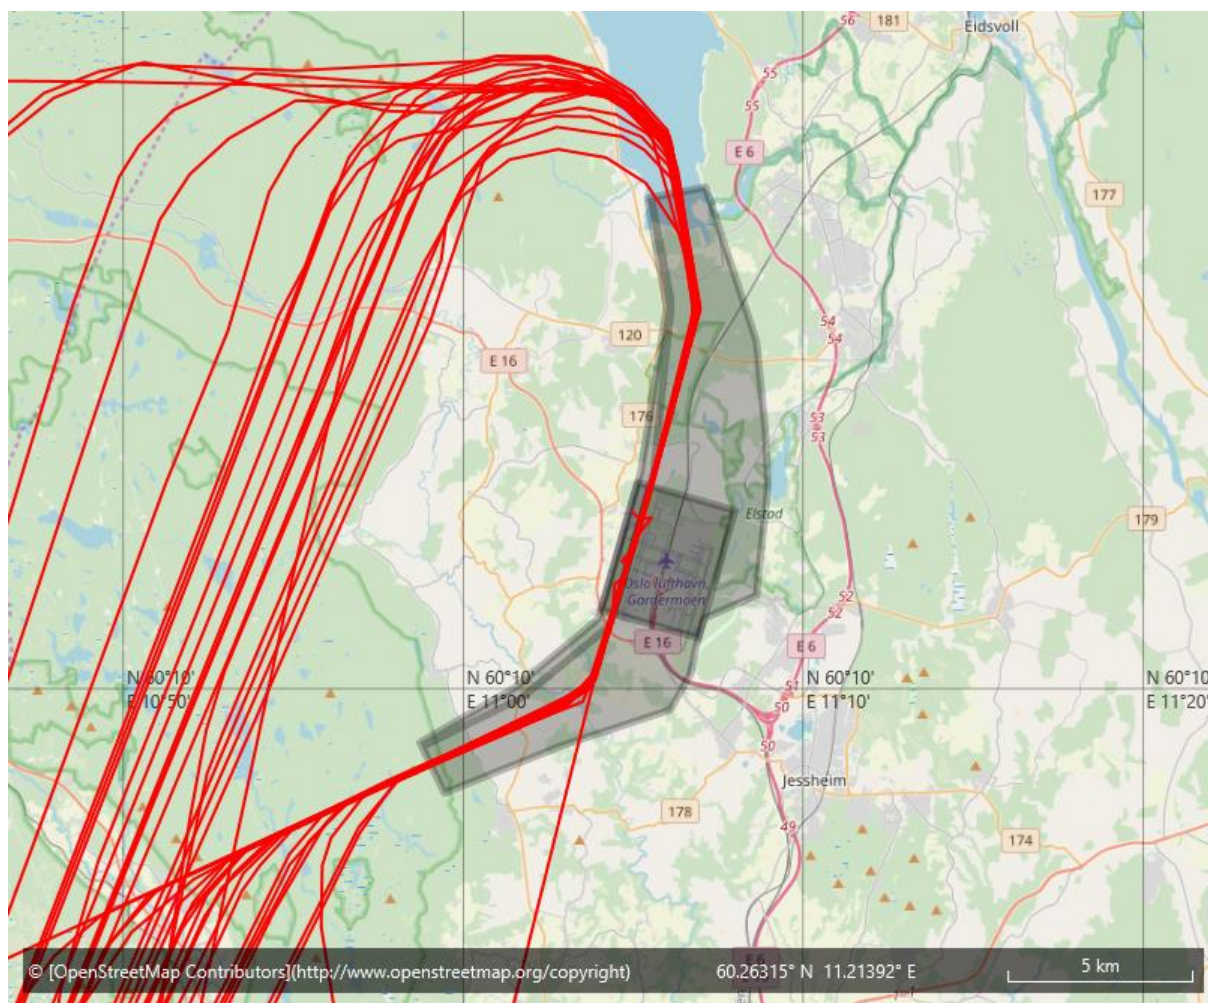 56
181
Eidsvoll
55
55
E 6
177
54
54
120
E 16
176
53
53
Elstad
179
Oslo lufthavn,
Gardermoen
52
52
E 16
E 6
N 60°10'
E 10°50'
N 60°10'
E 11°00'
N 60°10'
E 11°10'
N 60°10
E 11°20'
51
50
50
Jessheim
178
49
174
E 6
© [OpenStreetMap Contributors](http://www.openstreetmap.org/copyright)
60.26315° N 11.21392° E
5 km